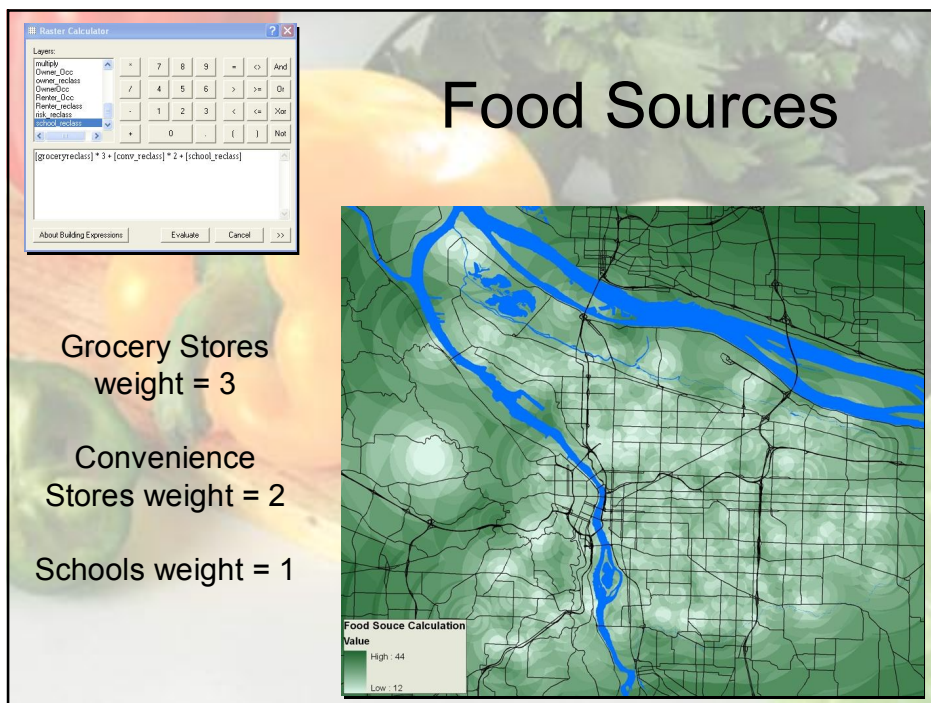 Raster Calculator
Food Sources
Layers:
multiply
Owner_Occ
owner_reclass
OwnerOcc
Renter_Occ
Renter_reclass
risk_reclass
school_reclass
* 7 8 9 = <> And
/ 4 5 6 > >= Or
- 1 2 3 < <= Xor
+ 0 . ( ) Not
[groceryreclass] * 3 + [conv_reclass] * 2 + [school_reclass]
About Building Expressions Evaluate Cancel >>
Grocery Stores
weight = 3
Convenience
Stores weight = 2
Schools weight = 1
Food Souce Calculation
Value
High : 44
Low : 12